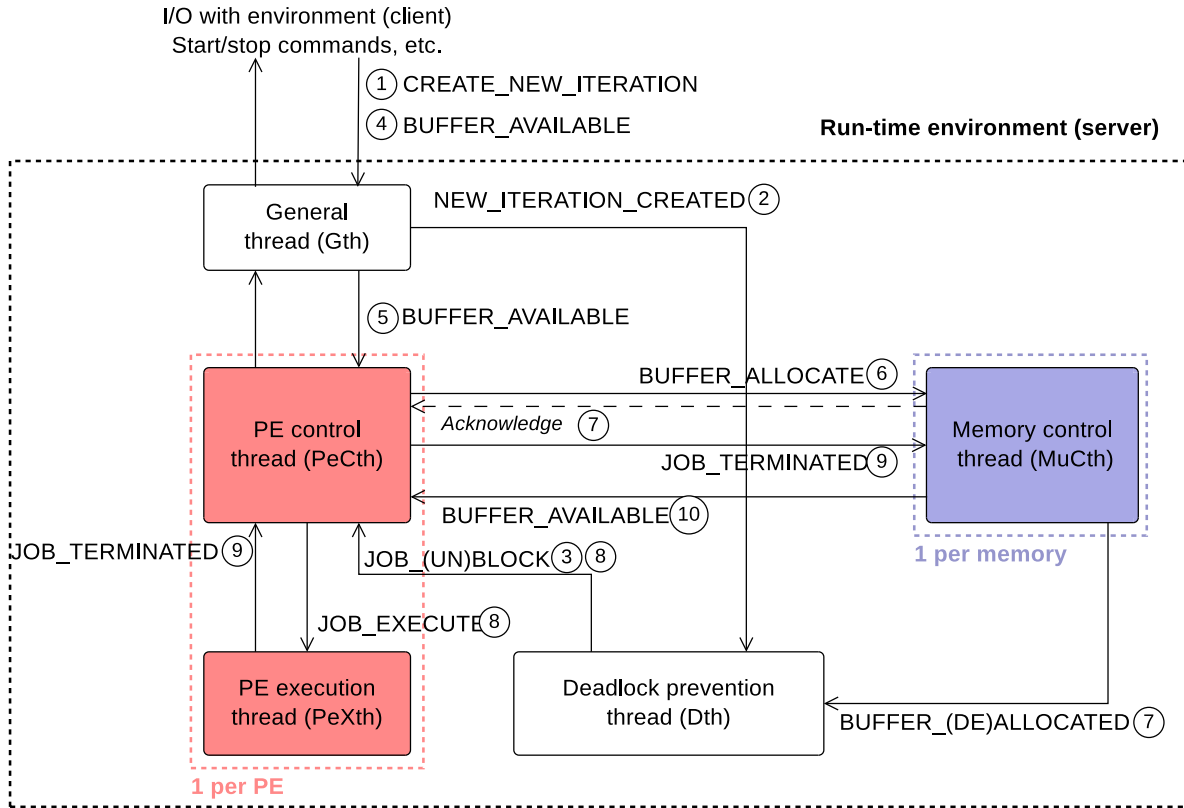 I/O with environment (client)
Start/stop commands, etc.
1 CREATE_NEW_ITERATION
4 BUFFER_AVAILABLE
Run-time environment (server)
General
thread (Gth)
NEW_ITERATION_CREATED 2
5 BUFFER_AVAILABLE
PE control
thread (PeCth)
BUFFER_ALLOCATE 6
Acknowledge 7
JOB_TERMINATED 9
BUFFER_AVAILABLE 10
Memory control
thread (MuCth)
1 per memory
JOB_TERMINATED 9
JOB_(UN)BLOCK 3 8
JOB_EXECUTE 8
PE execution
thread (PeXth)
1 per PE
Deadlock prevention
thread (Dth)
BUFFER_(DE)ALLOCATED 7